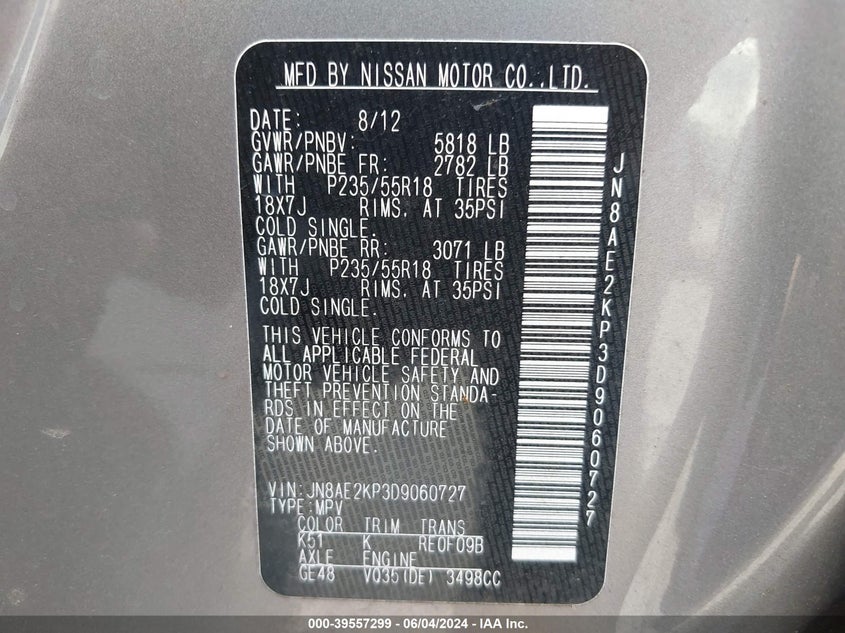 MFD BY NISSAN MOTOR CO.,LTD.
DATE: 8/12
GVWR/PNBV: 5818 LB
GAWR/PNBE FR: 2782 LB
WITH P235/55R18 TIRES
18X7J RIMS. AT 35PSI
COLD SINGLE.
GAWR/PNBE RR: 3071 LB
WITH P235/55R18 TIRES
18X7J RIMS. AT 35PSI
COLD SINGLE.
THIS VEHICLE CONFORMS TO
ALL APPLICABLE FEDERAL
MOTOR VEHICLE SAFETY AND
THEFT PREVENTION STANDA-
RDS IN EFFECT ON THE
DATE OF MANUFACTURE
SHOWN ABOVE.
VIN:JN8AE2KP3D9060727
TYPE:MPV
COLOR TRIM TRANS
K51 K RE0F09B
AXLE ENGINE
GE48 VQ35(DE) 3498CC
JN8AE2KP3D9060727
000-39557299 - 06/04/2024 - IAA Inc.